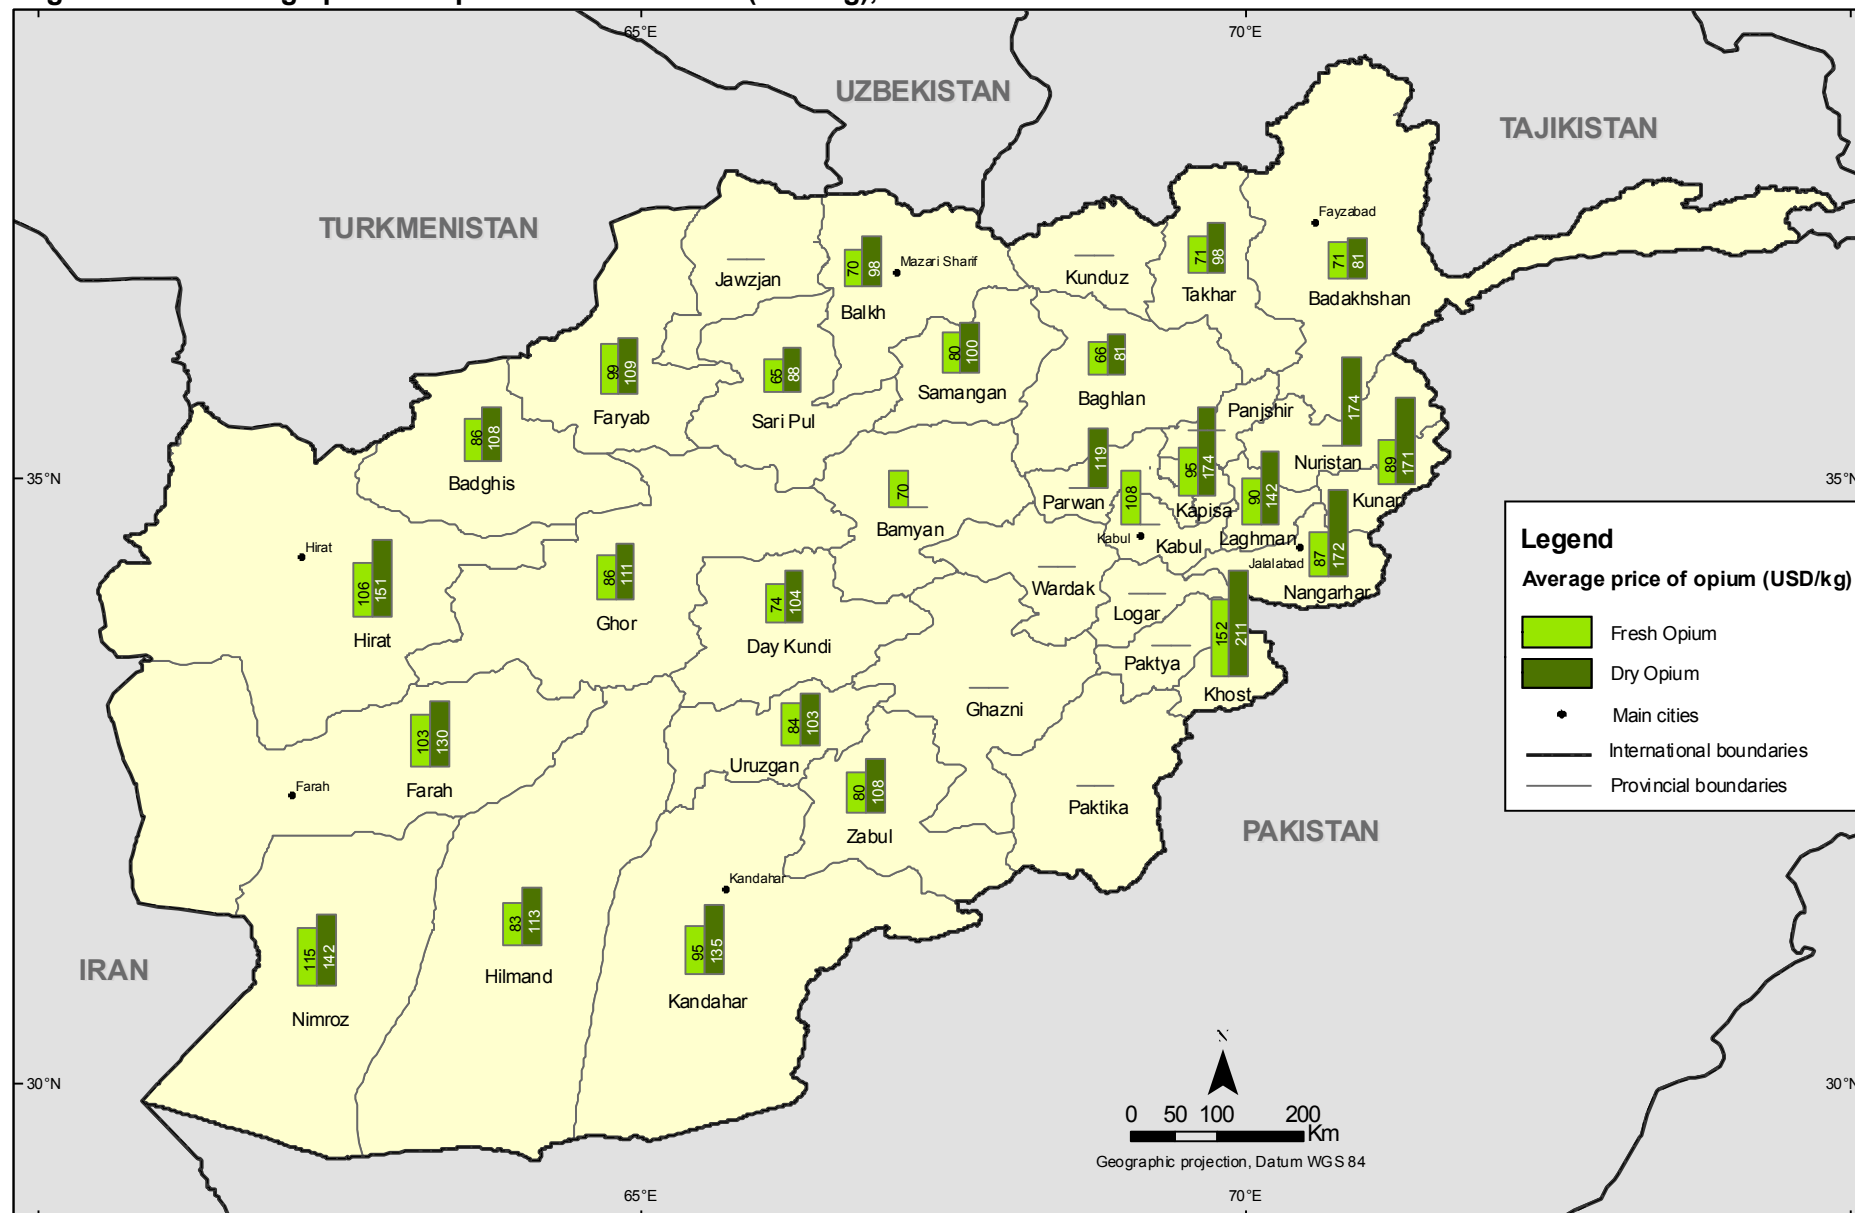 65°E
70°E
UZBEKISTAN
TAJIKISTAN
TURKMENISTAN
Fayzabad
71
98
Takhar
71
81
Badakhshan
Jawzjan
70
98
Mazari Sharif
Balkh
Kunduz
99
109
Faryab
65
88
Sari Pul
80
100
Samangan
66
81
Baghlan
Panjshir
174
Nuristan
86
108
Badghis
89
171
Kunar
119
Parwan
95
174
Kapisa
90
142
Laghman
35°N
35°N
70
Bamyan
108
Kabul
Kabul
Jalalabad
87
172
Nangarhar
Hirat
106
151
Hirat
86
111
Ghor
74
104
Day Kundi
Wardak
Logar
Paktya
152
211
Khost
Ghazni
84
103
Uruzgan
103
130
Farah
Farah
80
108
Zabul
Paktika
PAKISTAN
Kandahar
95
135
Kandahar
83
113
Hilmand
115
142
Nimroz
IRAN
Legend
Average price of opium (USD/kg)
Fresh Opium
Dry Opium
Main cities
International boundaries
Provincial boundaries
30°N
30°N
N
0 50 100 200
Km
Geographic projection, Datum WGS 84
65°E
70°E